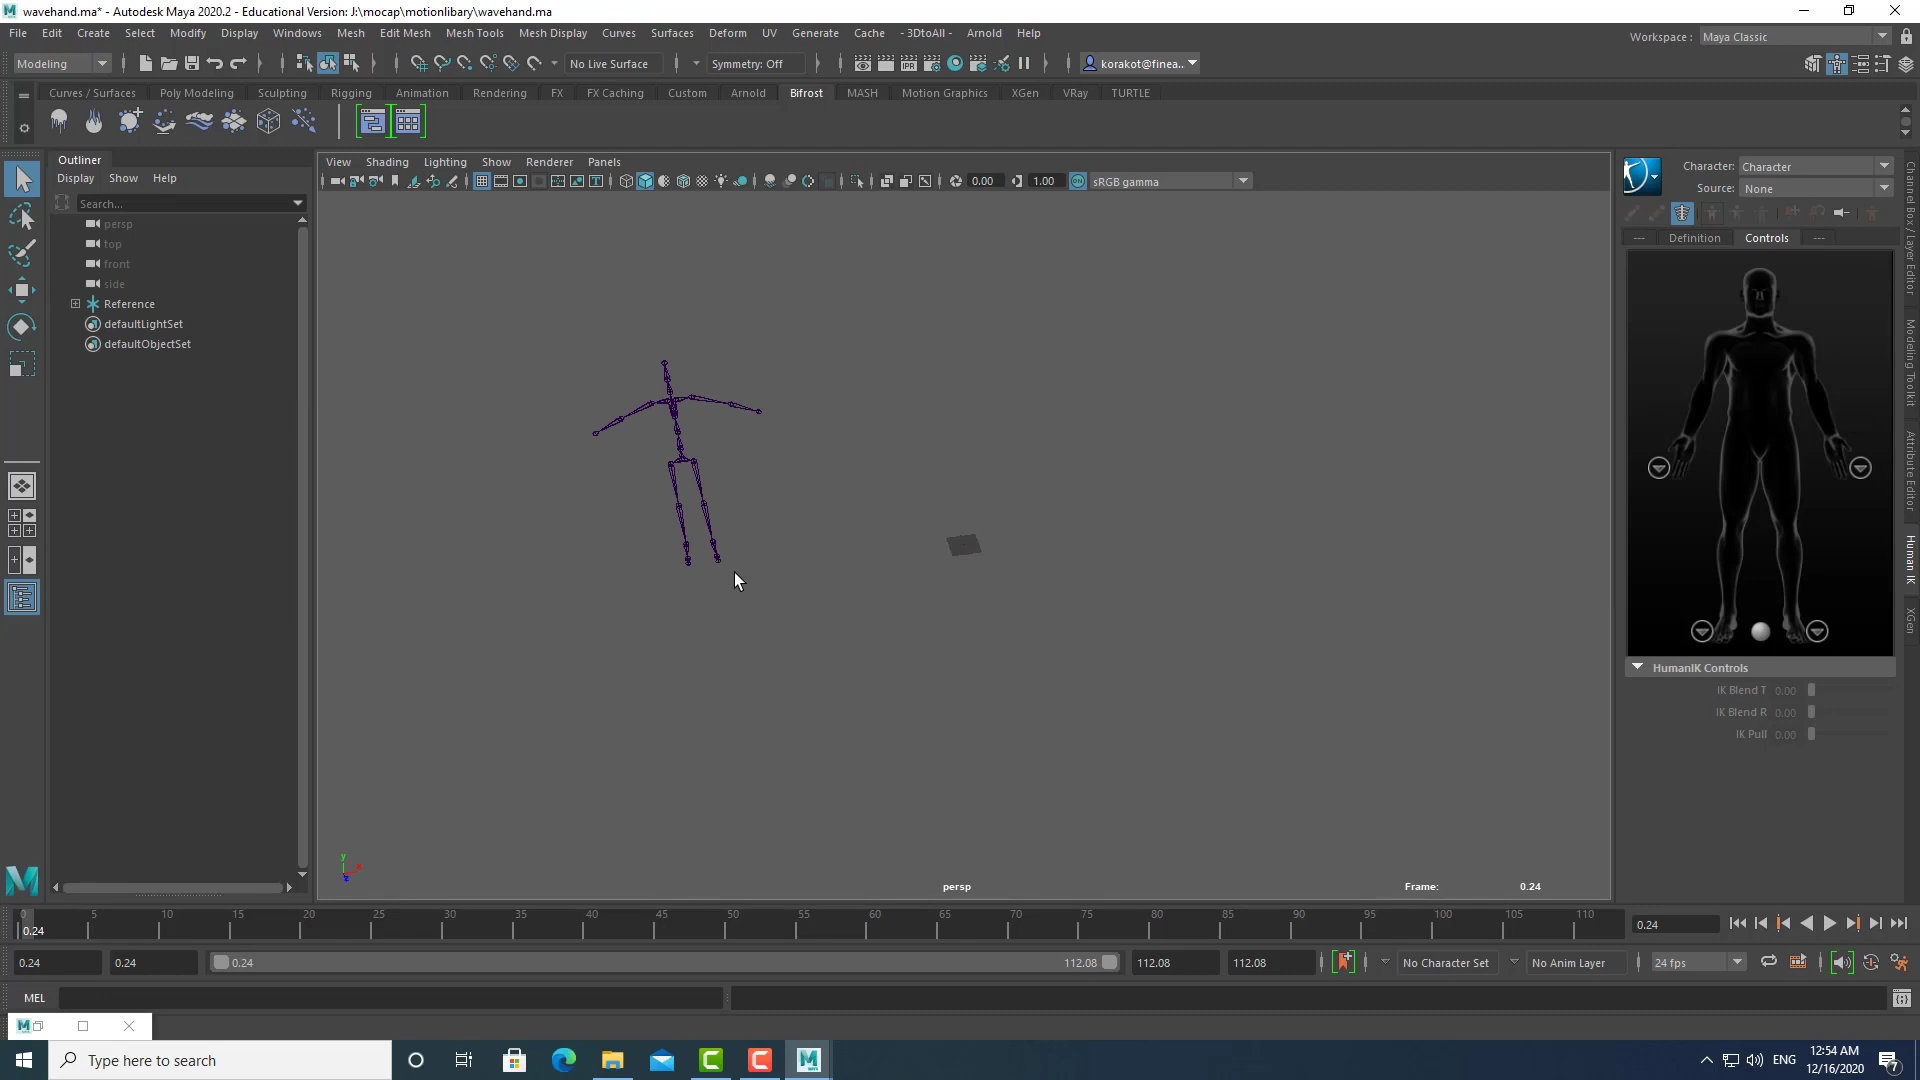 wavehand.ma* - Autodesk Maya 2020.2 - Educational Version: J:\mocap\motionlibary\wavehand.ma
File Edit Create Select Modify Display Windows Mesh Edit Mesh Mesh Tools Mesh Display Curves Surfaces Deform UV Generate Cache - 3DtoAll - Arnold Help
Workspace : Maya Classic
Modeling No Live Surface Symmetry: Off korakot@finea...
Curves / Surfaces Poly Modeling Sculpting Rigging Animation Rendering FX FX Caching Custom Arnold Bifrost MASH Motion Graphics XGen VRay TURTLE
Outliner
Display Show Help
Search...
persp
top
front
side
Reference
defaultLightSet
defaultObjectSet
View Shading Lighting Show Renderer Panels
0.00 1.00 ON sRGB gamma
persp
Frame: 0.24
y
x
z
Character: Character
Source: None
--- Definition Controls ---
HumanIK Controls
IK Blend T 0.00
IK Blend R 0.00
IK Pull 0.00
Channel Box / Layer Editor
Modeling Toolkit
Attribute Editor
Human IK
XGen
0 5 10 15 20 25 30 35 40 45 50 55 60 65 70 75 80 85 90 95 100 105 110
0.24 0.24
0.24 0.24 0.24 112.08 112.08 112.08 No Character Set No Anim Layer 24 fps
MEL
Type here to search
ENG
12:54 AM
12/16/2020
7